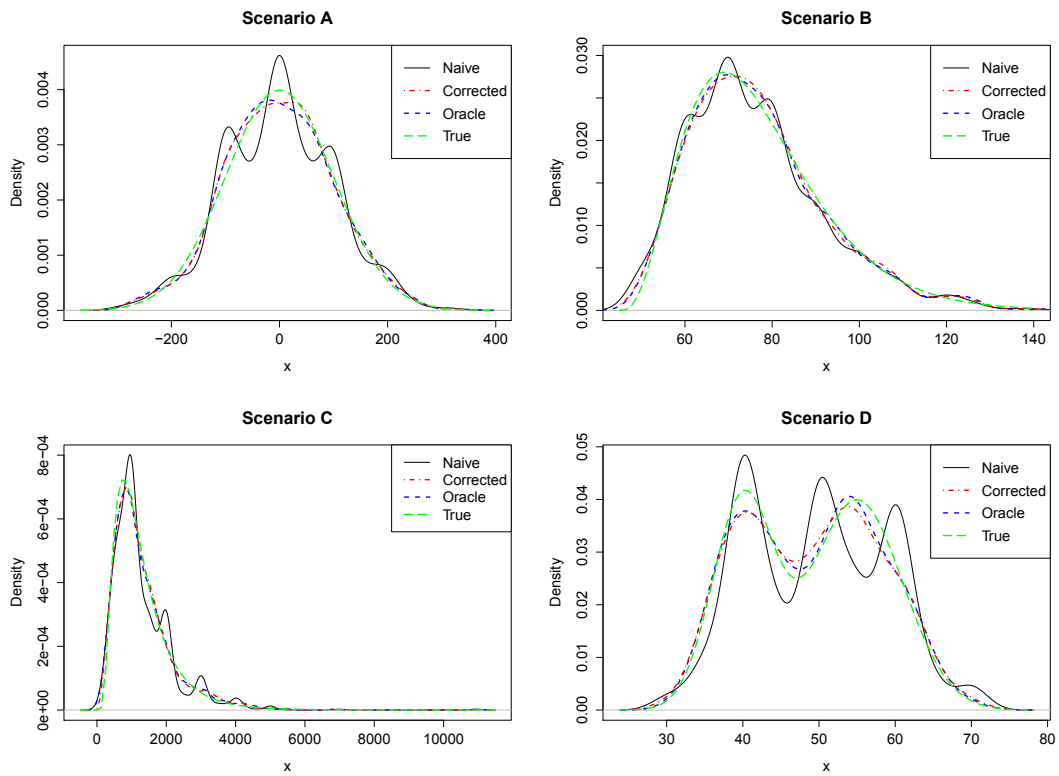 Scenario A
Density
0.000 0.001 0.002 0.003 0.004
−200 0 200 400
x
Naive
Corrected
Oracle
True
Scenario B
Density
0.000 0.010 0.020 0.030
60 80 100 120 140
x
Naive
Corrected
Oracle
True
Scenario C
Density
0e+00 2e−04 4e−04 6e−04 8e−04
0 2000 4000 6000 8000 10000
x
Naive
Corrected
Oracle
True
Scenario D
Density
0.00 0.01 0.02 0.03 0.04 0.05
30 40 50 60 70 80
x
Naive
Corrected
Oracle
True